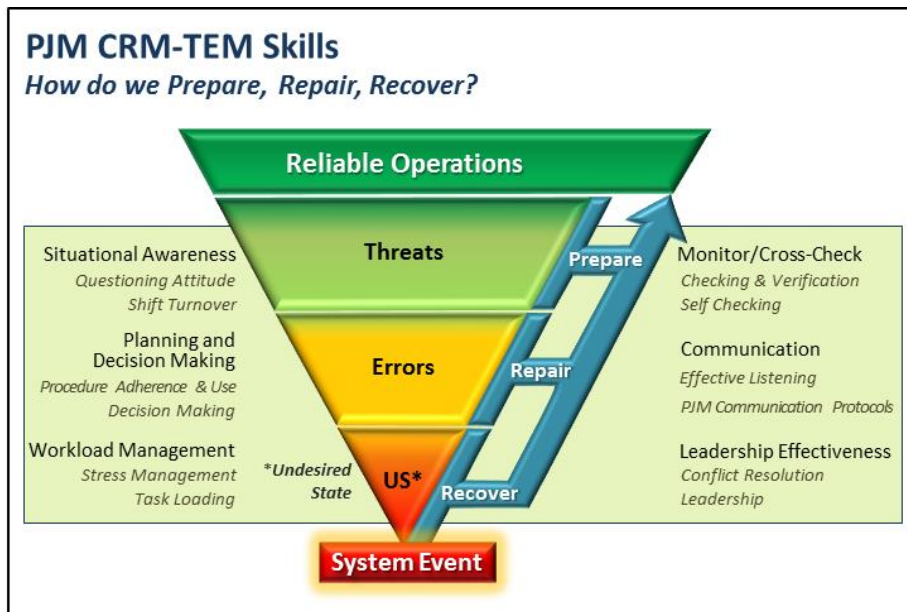 PJM CRM-TEM Skills
How do we Prepare, Repair, Recover?
Reliable Operations
Situational Awareness
Questioning Attitude
Shift Turnover
Planning and
Decision Making
Procedure Adherence & Use
Decision Making
Workload Management
Stress Management
Task Loading
*Undesired
State
Threats
Errors
US*
Prepare
Repair
Recover
Monitor/Cross-Check
Checking & Verification
Self Checking
Communication
Effective Listening
PJM Communication Protocols
Leadership Effectiveness
Conflict Resolution
Leadership
System Event